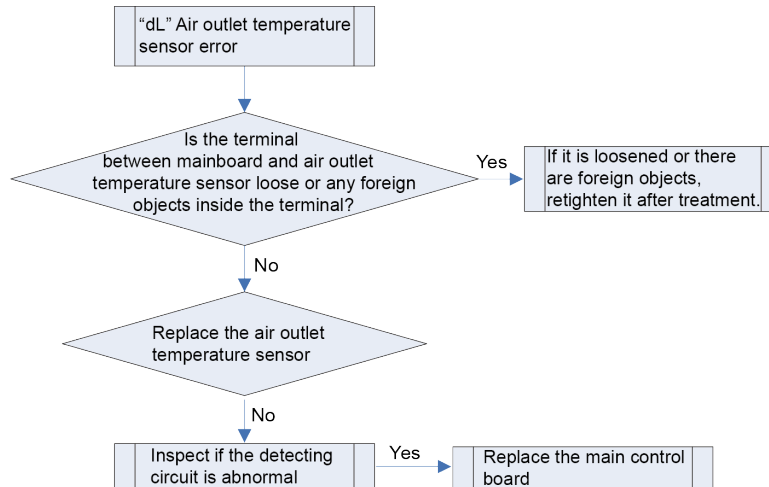 “dL” Air outlet temperature
sensor error
Is the terminal
between mainboard and air outlet
temperature sensor loose or any foreign
objects inside the terminal?
Yes
If it is loosened or there
are foreign objects,
retighten it after treatment.
No
Replace the air outlet
temperature sensor
No
Inspect if the detecting
circuit is abnormal
Yes
Replace the main control
board